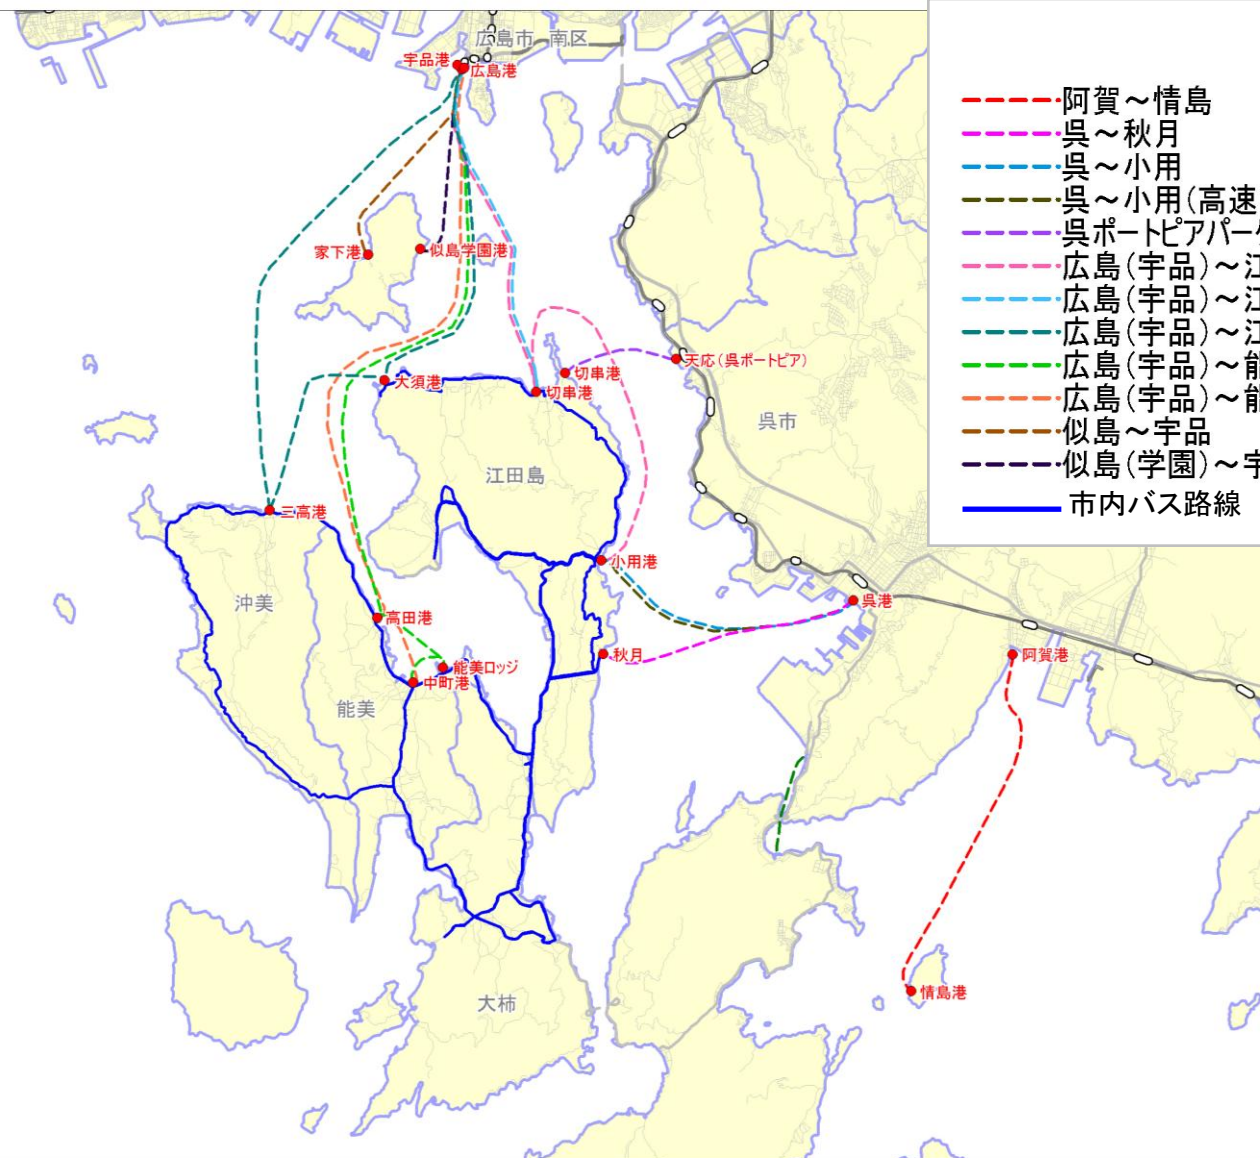 広島市 南区
宇品港
広島港
家下港
似島学園港
大須港
切串港
切串港
天応(呉ポートピア)
呉市
江田島
三高港
小用港
沖美
高田港
呉港
能美ロッジ
秋月
阿賀港
中町港
能美
情島港
大柿
阿賀～情島
呉～秋月
呉～小用
呉～小用(高速
呉ポートピアパー
広島(宇品)～江
広島(宇品)～江
広島(宇品)～江
広島(宇品)～能
広島(宇品)～能
似島～宇品
似島(学園)～宇
市内バス路線